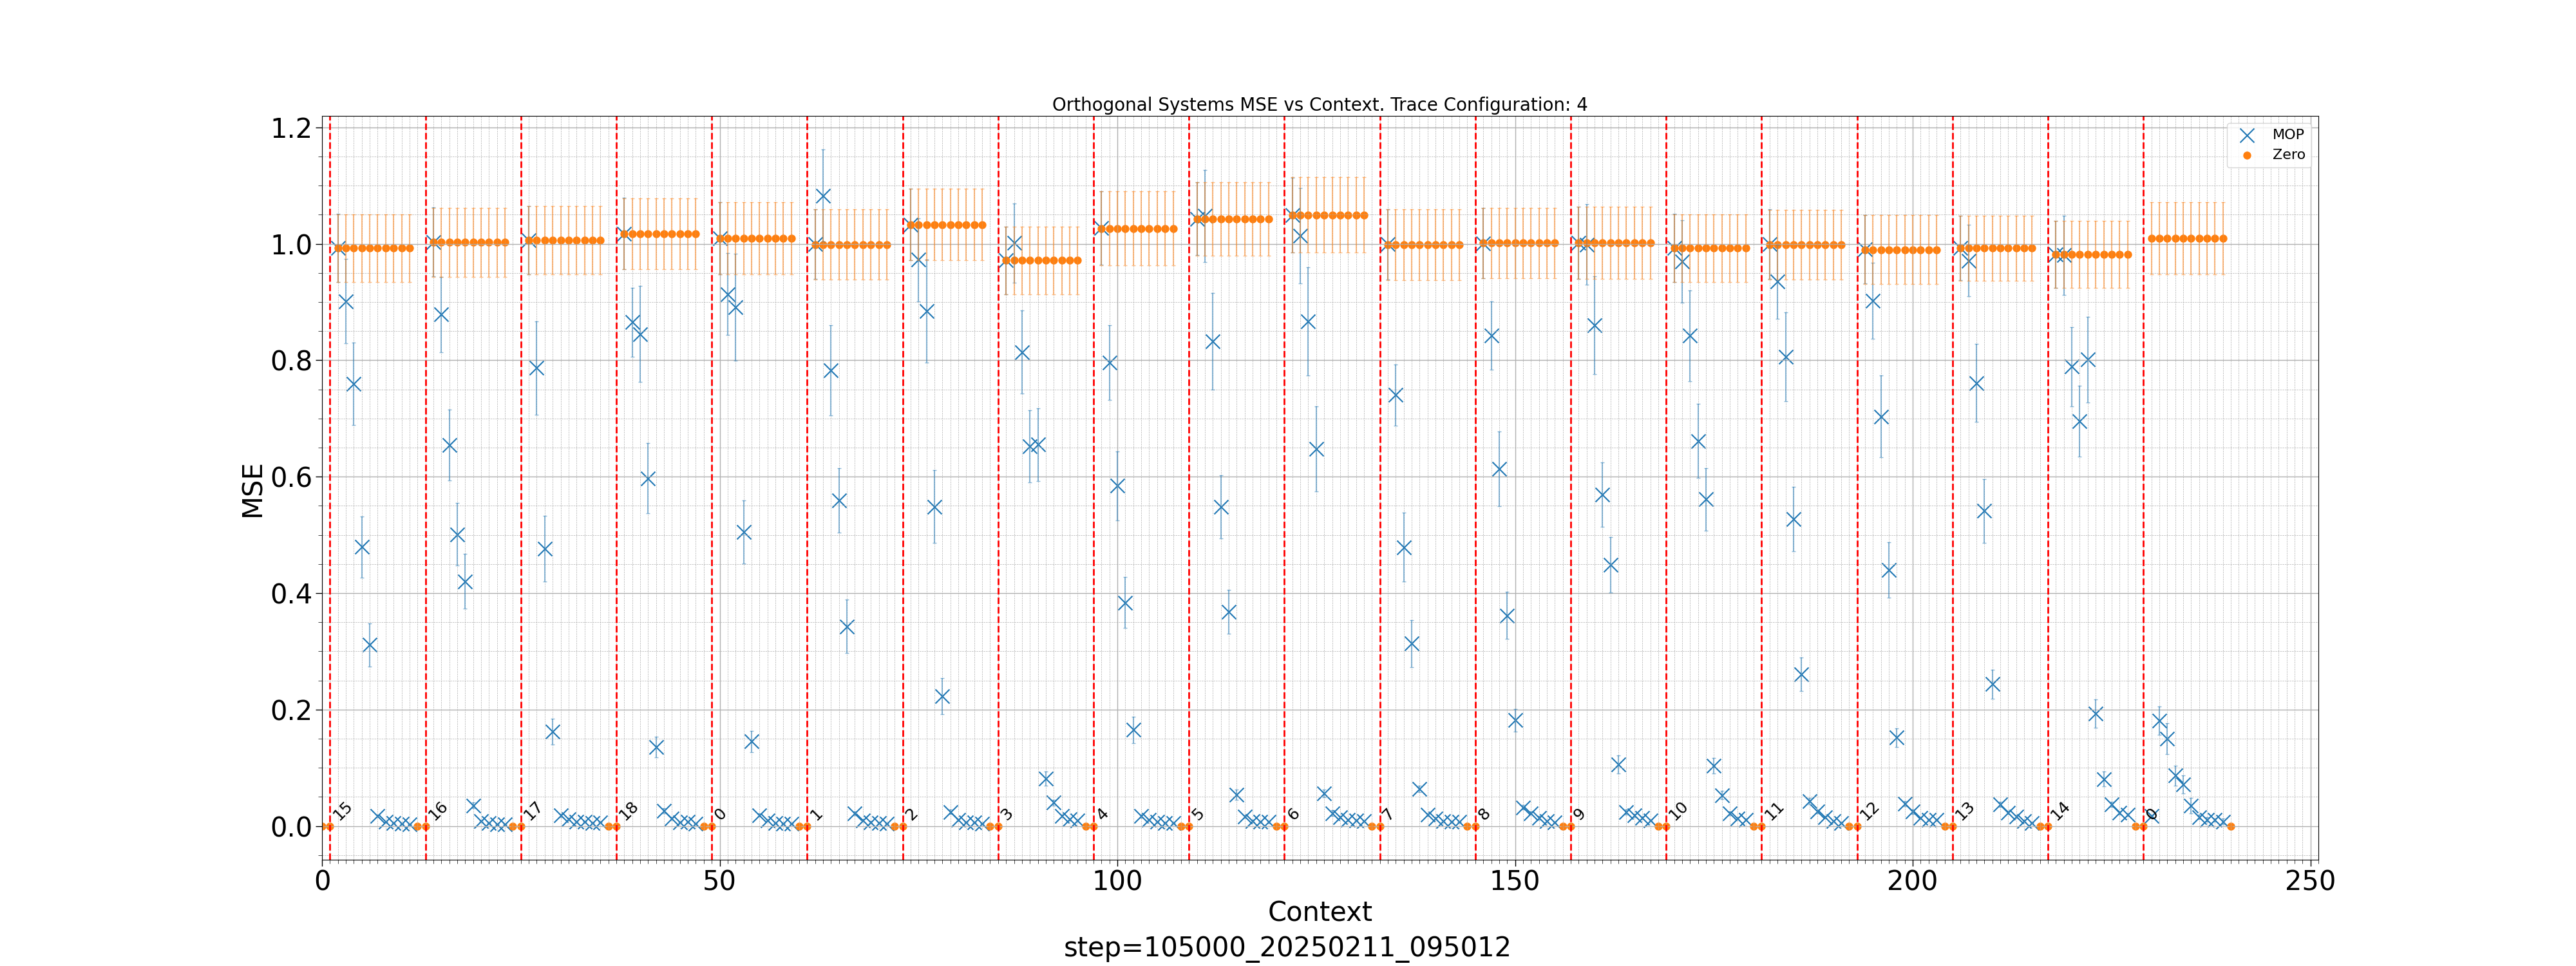 Orthogonal Systems MSE vs Context. Trace Configuration: 4
MOP
Zero
MSE
1.2
1.0
0.8
0.6
0.4
0.2
0.0
15 16 17 18 0 1 2 3 4 5 6 7 8 9 10 11 12 13 14 0
0 50 100 150 200 250
Context
step=105000_20250211_095012